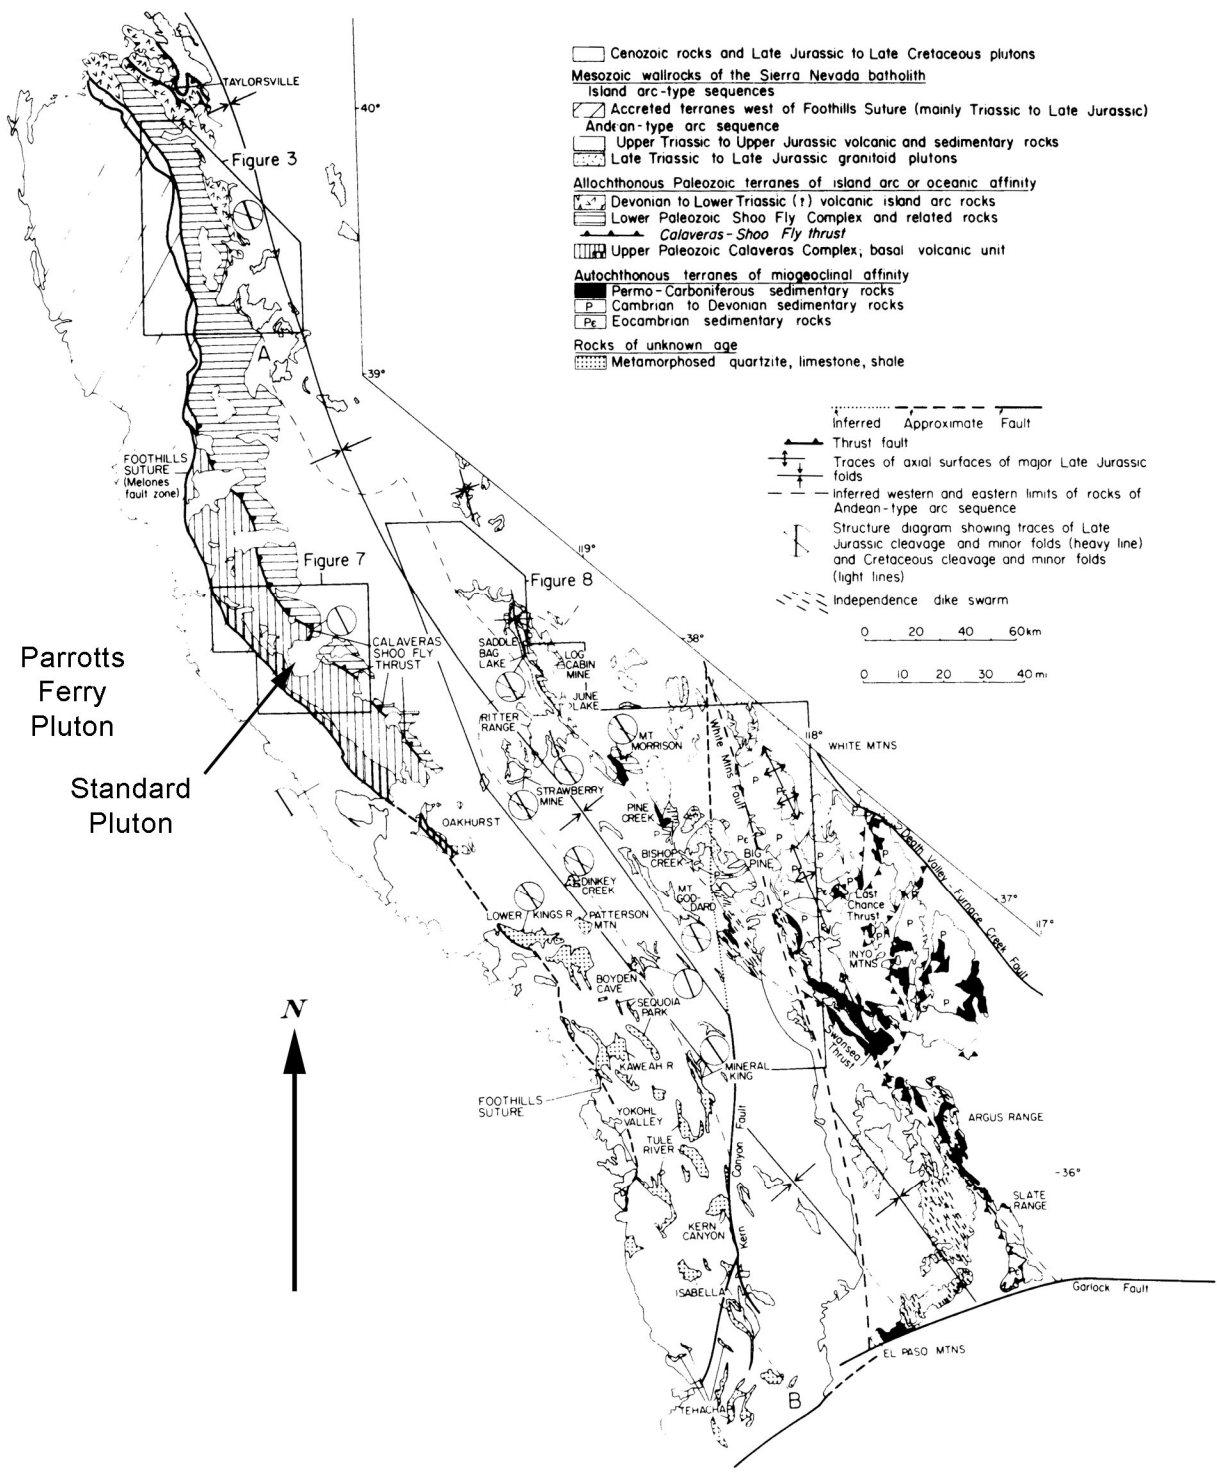 Cenozoic rocks and Late Jurassic to Late Cretaceous plutons
Mesozoic wallrocks of the Sierra Nevada batholith
Island arc-type sequences
Accreted terranes west of Foothills Suture (mainly Triassic to Late Jurassic)
Andean-type arc sequence
Upper Triassic to Upper Jurassic volcanic and sedimentary rocks
Late Triassic to Late Jurassic granitoid plutons
Allochthonous Paleozoic terranes of island arc or oceanic affinity
Devonian to Lower Triassic (?) volcanic island arc rocks
Lower Paleozoic Shoo Fly Complex and related rocks
Calaveras-Shoo Fly thrust
Upper Paleozoic Calaveras Complex; basal volcanic unit
Autochthonous terranes of miogeoclinal affinity
Permo-Carboniferous sedimentary rocks
P Cambrian to Devonian sedimentary rocks
Pє Eocambrian sedimentary rocks
Rocks of unknown age
Metamorphosed quartzite, limestone, shale
Inferred Approximate Fault
Thrust fault
Traces of axial surfaces of major Late Jurassic
folds
Inferred western and eastern limits of rocks of
Andean-type arc sequence
Structure diagram showing traces of Late
Jurassic cleavage and minor folds (heavy line)
and Cretaceous cleavage and minor folds
(light lines)
Independence dike swarm
0 20 40 60 km
0 10 20 30 40 mi
TAYLORSVILLE
40°
Figure 3
A
39°
FOOTHILLS
SUTURE
(Melones
fault zone)
Figure 7
119°
Figure 8
CALAVERAS
SHOO FLY
THRUST
38°
SADDLE
BAG
LAKE
LOG
CABIN
MINE
JUNE
LAKE
Parrotts
Ferry
Pluton
Standard
Pluton
RITTER
RANGE
MT
MORRISON
White Mtns Fault
118°
WHITE MTNS
STRAWBERRY
MINE
PINE
CREEK
OAKHURST
BISHOP
CREEK
BIG
PINE
P
Pє
P
P
P
P
P
Pє
P
P
P
P
P
P
P
Death Valley-Furnace Creek Fault
DINKEY
CREEK
MT
GOD-
DARD
Last
Chance
Thrust
37°
117°
LOWER KINGS R
PATTERSON
MTN
INYO
MTNS
BOYDEN
CAVE
SEQUOIA
PARK
N
Swansea
Thrust
KAWEAH R
MINERAL
KING
FOOTHILLS
SUTURE
YOKOHL
VALLEY
TULE
RIVER
ARGUS RANGE
Kern Canyon Fault
36°
SLATE
RANGE
KERN
CANYON
ISABELLA
Garlock Fault
EL PASO MTNS
B
TEHACHAPI